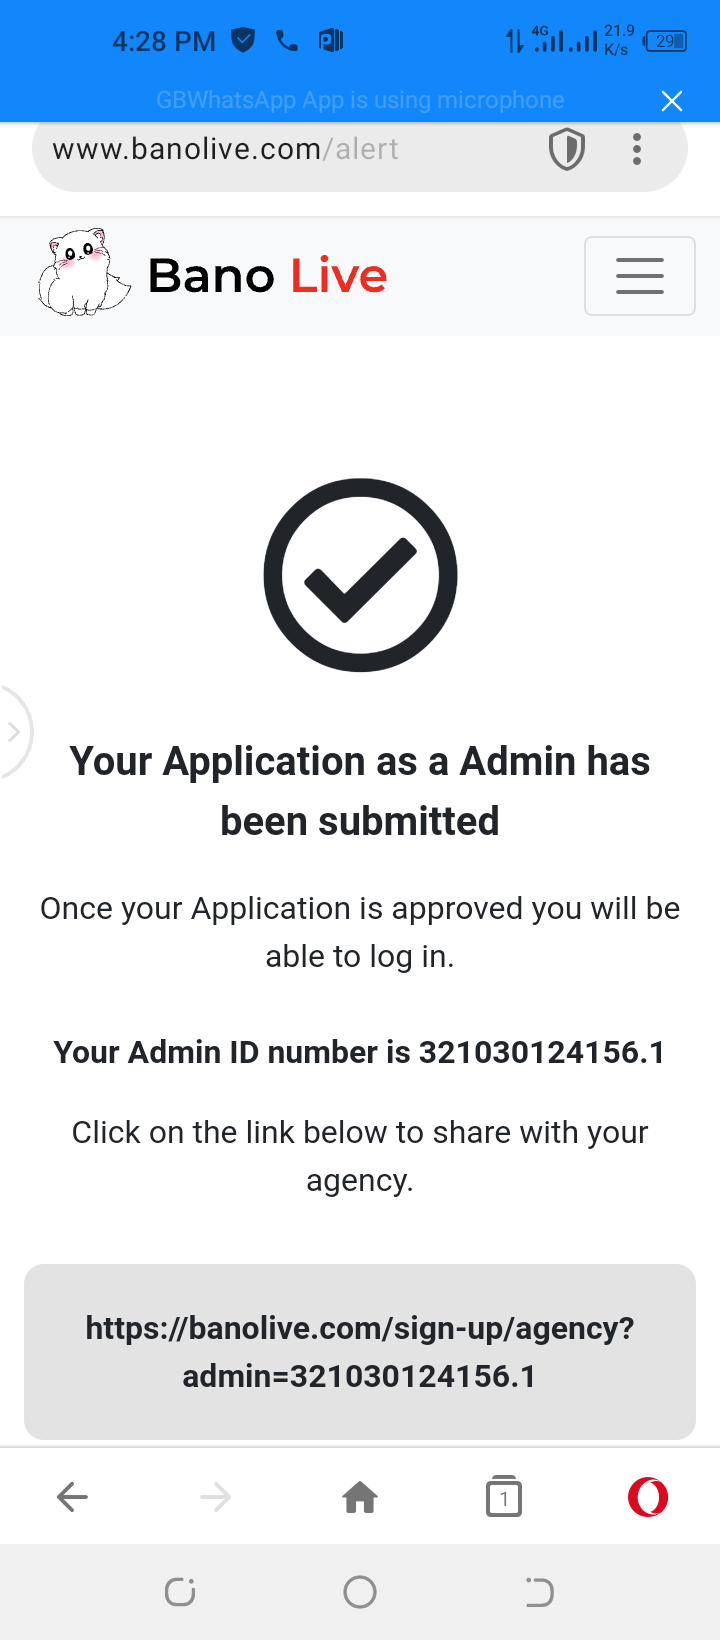 4:28 PM
4G
21.9
K/s
29
GBWhatsApp App is using microphone
www.banolive.com/alert
Bano Live
Your Application as a Admin has
been submitted
Once your Application is approved you will be
able to log in.
Your Admin ID number is 321030124156.1
Click on the link below to share with your
agency.
https://banolive.com/sign-up/agency?
admin=321030124156.1
1